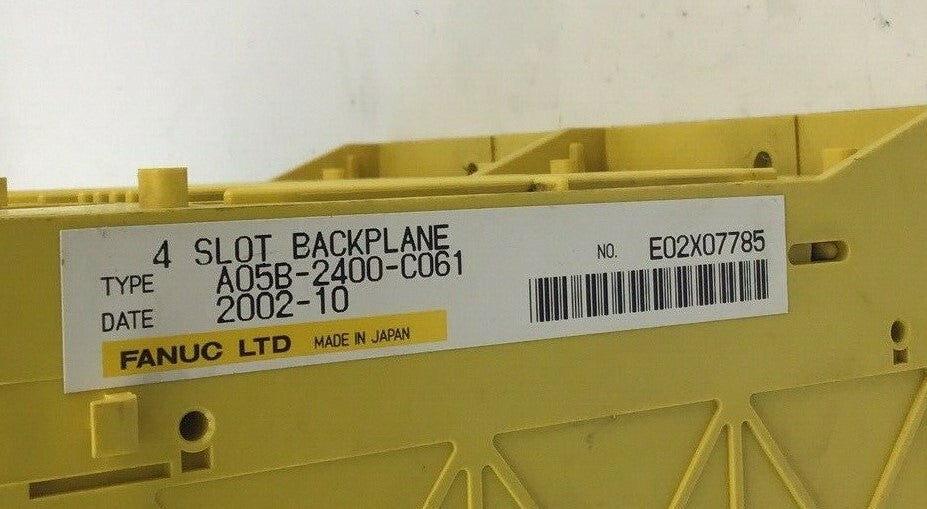 4 SLOT BACKPLANE
TYPE A05B-2400-C061
DATE 2002-10
FANUC LTD MADE IN JAPAN
NO. E02X07785